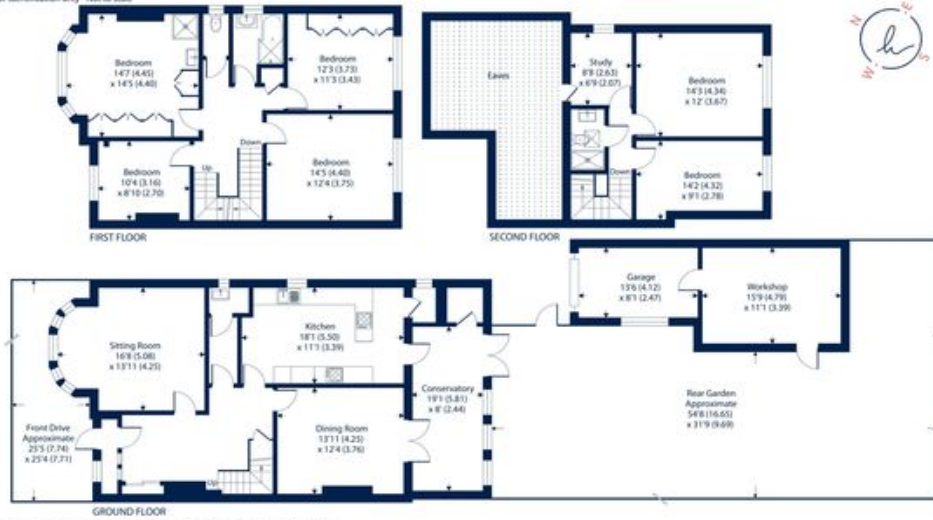 Bedroom
14'7 (4.45)
x 14'5 (4.40)
Bedroom
12'3 (3.73)
x 11'3 (3.43)
Bedroom
10'4 (3.16)
x 8'10 (2.70)
Up
Down
Bedroom
14'5 (4.40)
x 12'4 (3.75)
FIRST FLOOR
Eaves
Study
8'8 (2.63)
x 6'9 (2.07)
Bedroom
14'3 (4.34)
x 12' (3.67)
Down
Bedroom
14'2 (4.32)
x 9'1 (2.78)
SECOND FLOOR
N
E
S
W
Sitting Room
16'8 (5.08)
x 13'11 (4.25)
Kitchen
18'1 (5.50)
x 11'1 (3.39)
Conservatory
19'1 (5.81)
x 8' (2.44)
Dining Room
13'11 (4.25)
x 12'4 (3.76)
Up
Front Drive
Approximate
25'5 (7.74)
x 25'4 (7.71)
Garage
13'6 (4.12)
x 8'1 (2.47)
Workshop
15'9 (4.79)
x 11'1 (3.39)
Rear Garden
Approximate
54'8 (16.65)
x 31'9 (9.69)
GROUND FLOOR